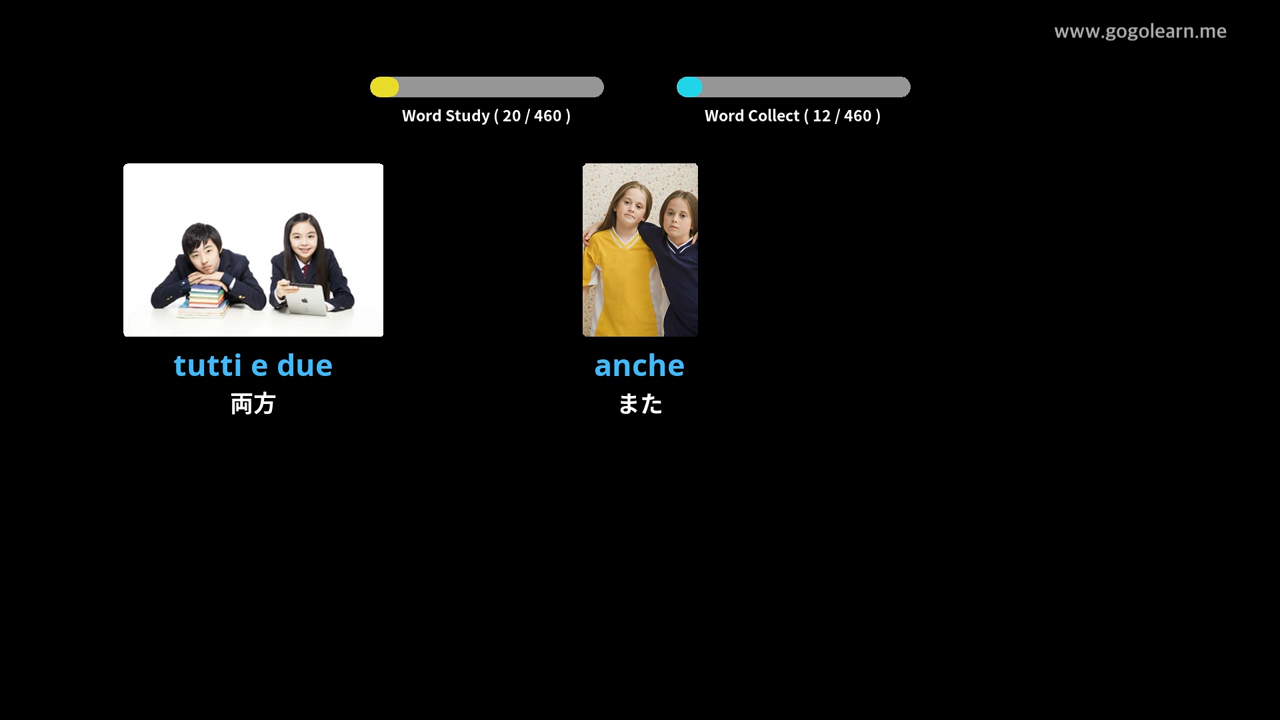 www.gogolearn.me
Word Study ( 20 / 460 )
Word Collect ( 12 / 460 )
tutti e due
両方
anche
また